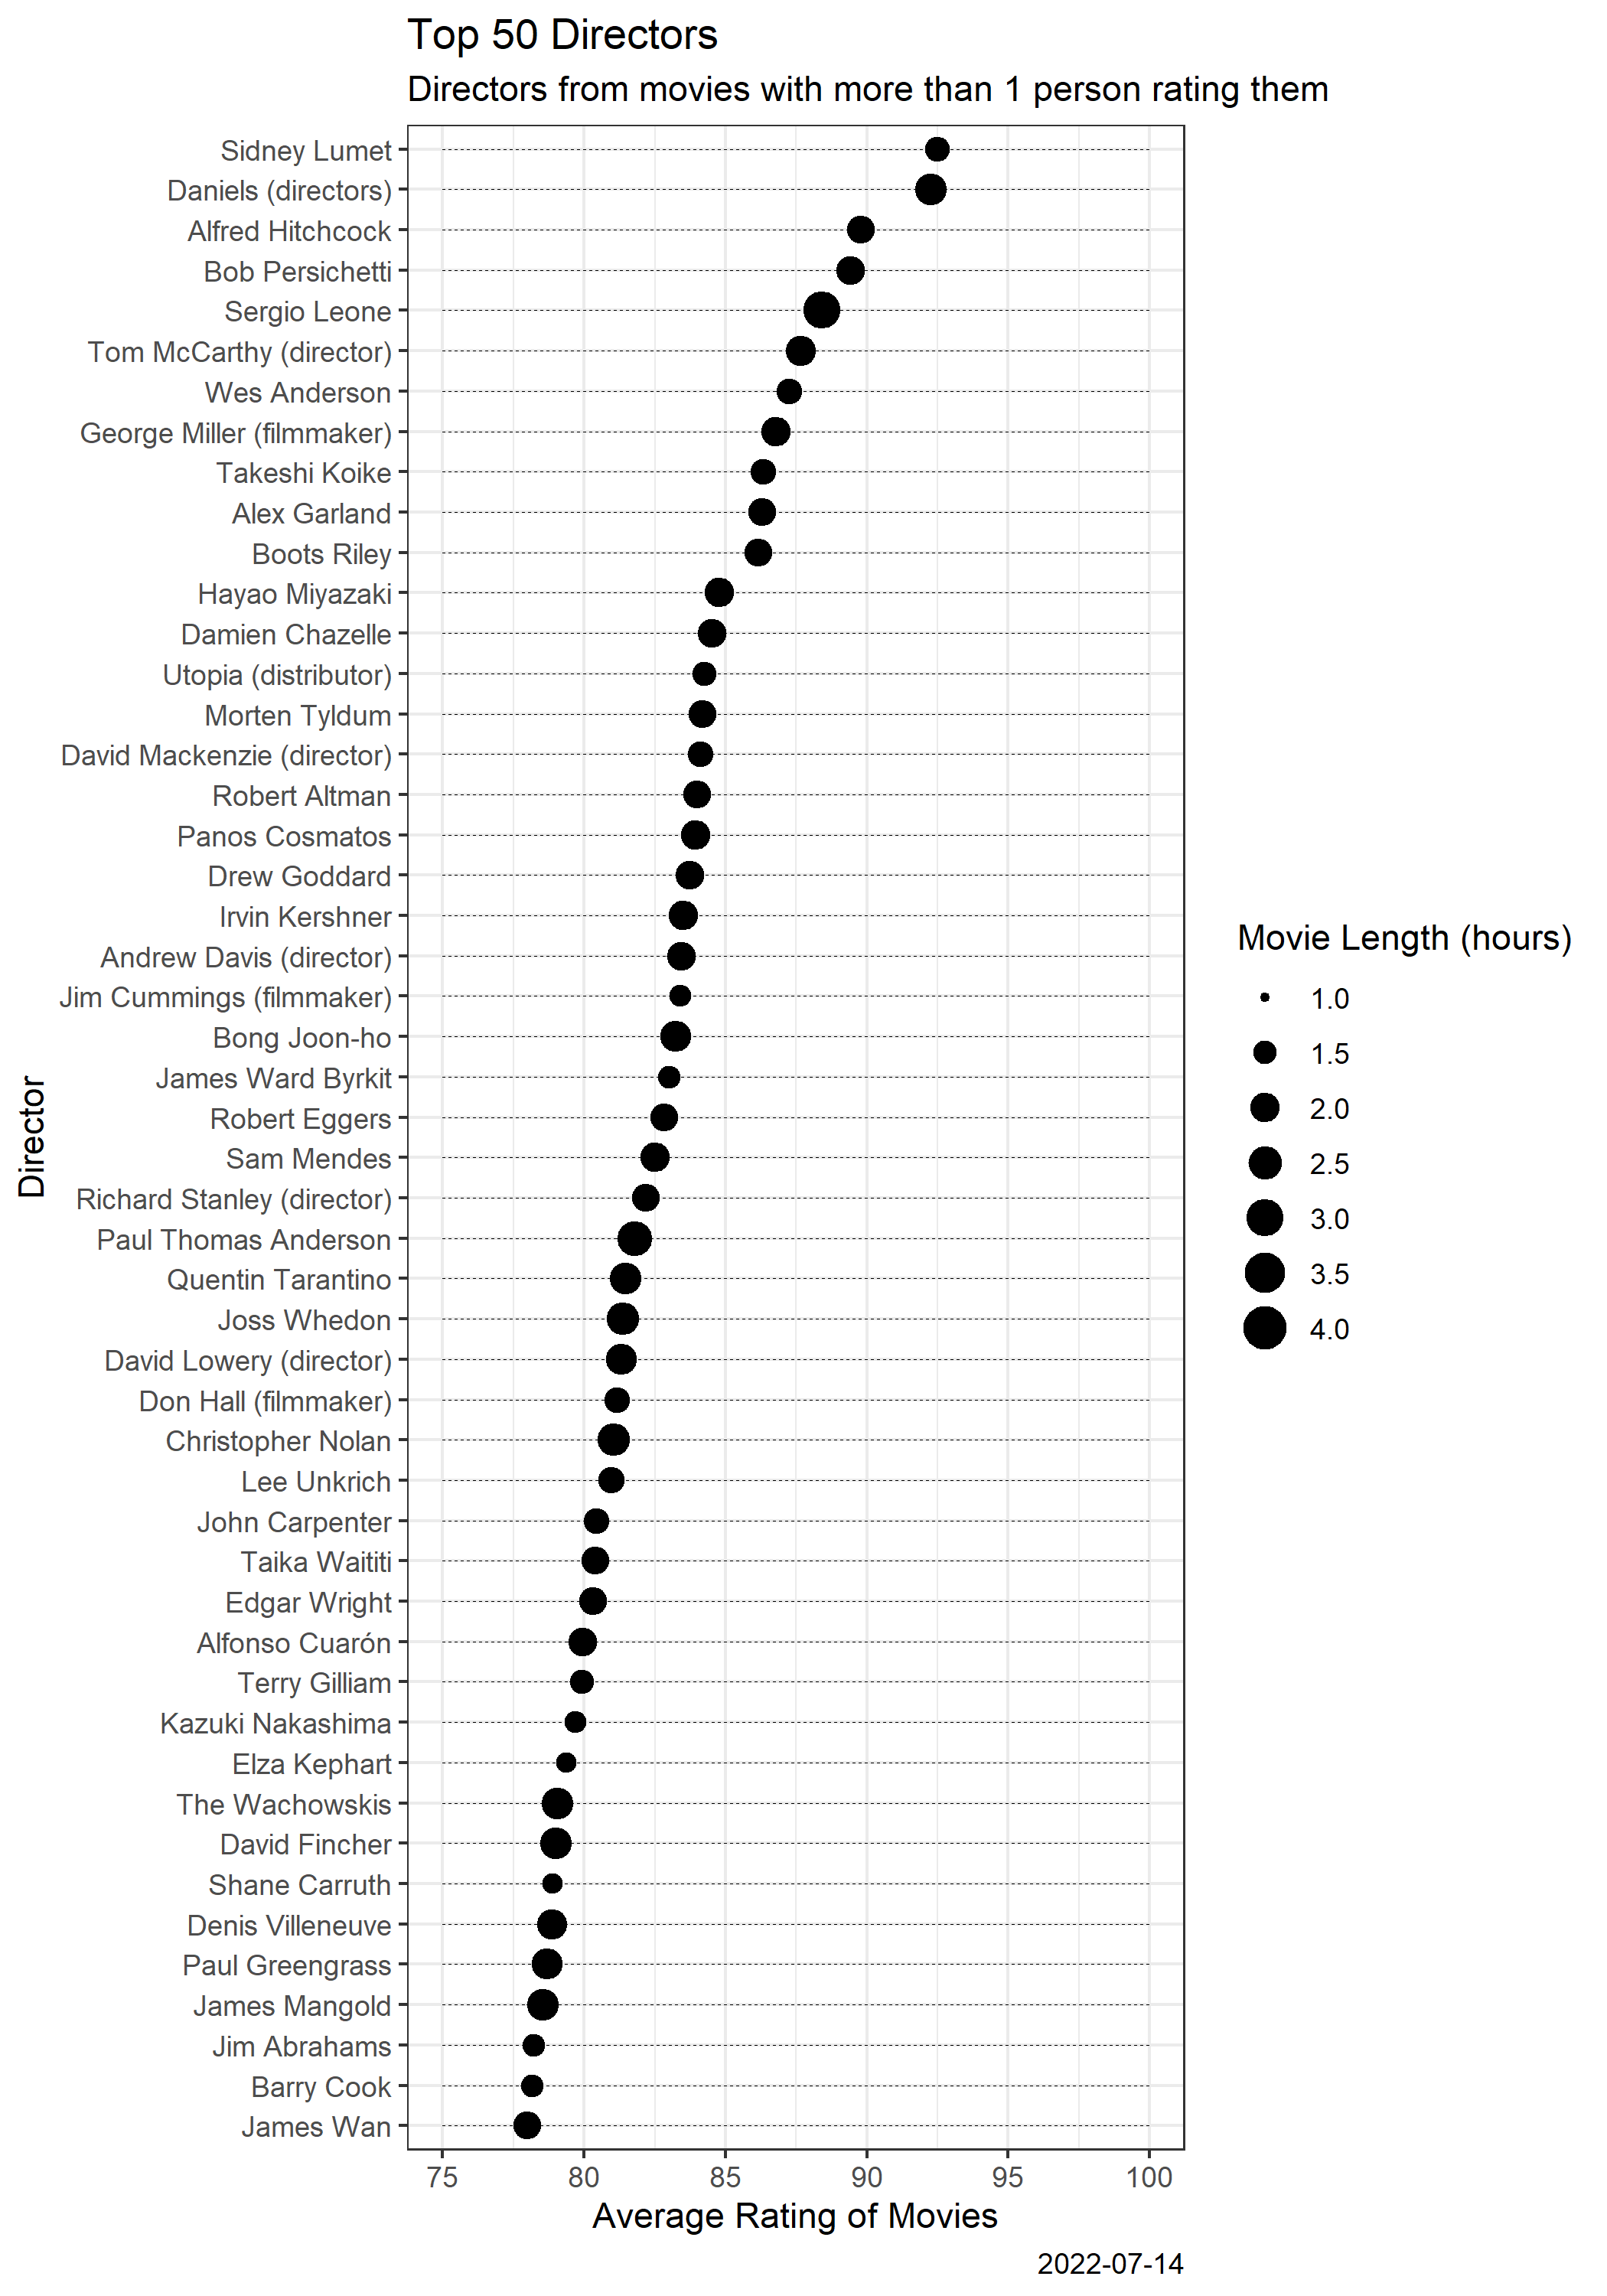 Top 50 Directors
Directors from movies with more than 1 person rating them
Director
Sidney Lumet
Daniels (directors)
Alfred Hitchcock
Bob Persichetti
Sergio Leone
Tom McCarthy (director)
Wes Anderson
George Miller (filmmaker)
Takeshi Koike
Alex Garland
Boots Riley
Hayao Miyazaki
Damien Chazelle
Utopia (distributor)
Morten Tyldum
David Mackenzie (director)
Robert Altman
Panos Cosmatos
Drew Goddard
Irvin Kershner
Andrew Davis (director)
Jim Cummings (filmmaker)
Bong Joon-ho
James Ward Byrkit
Robert Eggers
Sam Mendes
Richard Stanley (director)
Paul Thomas Anderson
Quentin Tarantino
Joss Whedon
David Lowery (director)
Don Hall (filmmaker)
Christopher Nolan
Lee Unkrich
John Carpenter
Taika Waititi
Edgar Wright
Alfonso Cuarón
Terry Gilliam
Kazuki Nakashima
Elza Kephart
The Wachowskis
David Fincher
Shane Carruth
Denis Villeneuve
Paul Greengrass
James Mangold
Jim Abrahams
Barry Cook
James Wan
75 80 85 90 95 100
Average Rating of Movies
Movie Length (hours)
1.0
1.5
2.0
2.5
3.0
3.5
4.0
2022-07-14